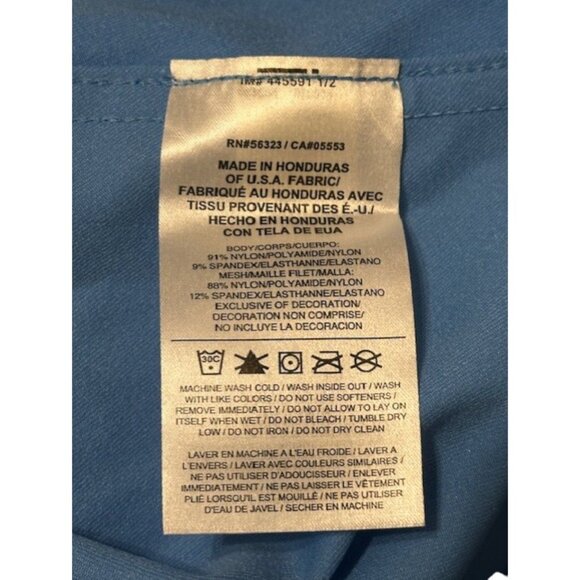 IM# 445591 1/2
RN#56323 / CA#05553
MADE IN HONDURAS
OF U.S.A. FABRIC/
FABRIQUÉ AU HONDURAS AVEC
TISSU PROVENANT DES É.-U./
HECHO EN HONDURAS
CON TELA DE EUA
BODY/CORPS/CUERPO:
91% NYLON/POLYAMIDE/NYLON
9% SPANDEX/ELASTHANNE/ELASTANO
MESH/MAILLE FILET/MALLA:
88% NYLON/POLYAMIDE/NYLON
12% SPANDEX/ELASTHANNE/ELASTANO
EXCLUSIVE OF DECORATION/
DECORATION NON COMPRISE/
NO INCLUYE LA DECORACION
30C
MACHINE WASH COLD / WASH INSIDE OUT / WASH
WITH LIKE COLORS / DO NOT USE SOFTENERS /
REMOVE IMMEDIATELY / DO NOT ALLOW TO LAY ON
ITSELF WHEN WET / DO NOT BLEACH / TUMBLE DRY
LOW / DO NOT IRON / DO NOT DRY CLEAN
LAVER EN MACHINE A L'EAU FROIDE / LAVER A
L'ENVERS / LAVER AVEC COULEURS SIMILAIRES /
NE PAS UTILISER D'ADOUCISSEUR / ENLEVER
IMMÉDIATEMENT / NE PAS LAISSER LE VÊTEMENT
PLIÉ LORSQU'IL EST MOUILLÉ / NE PAS UTILISER
D'EAU DE JAVEL / SECHER EN MACHINE